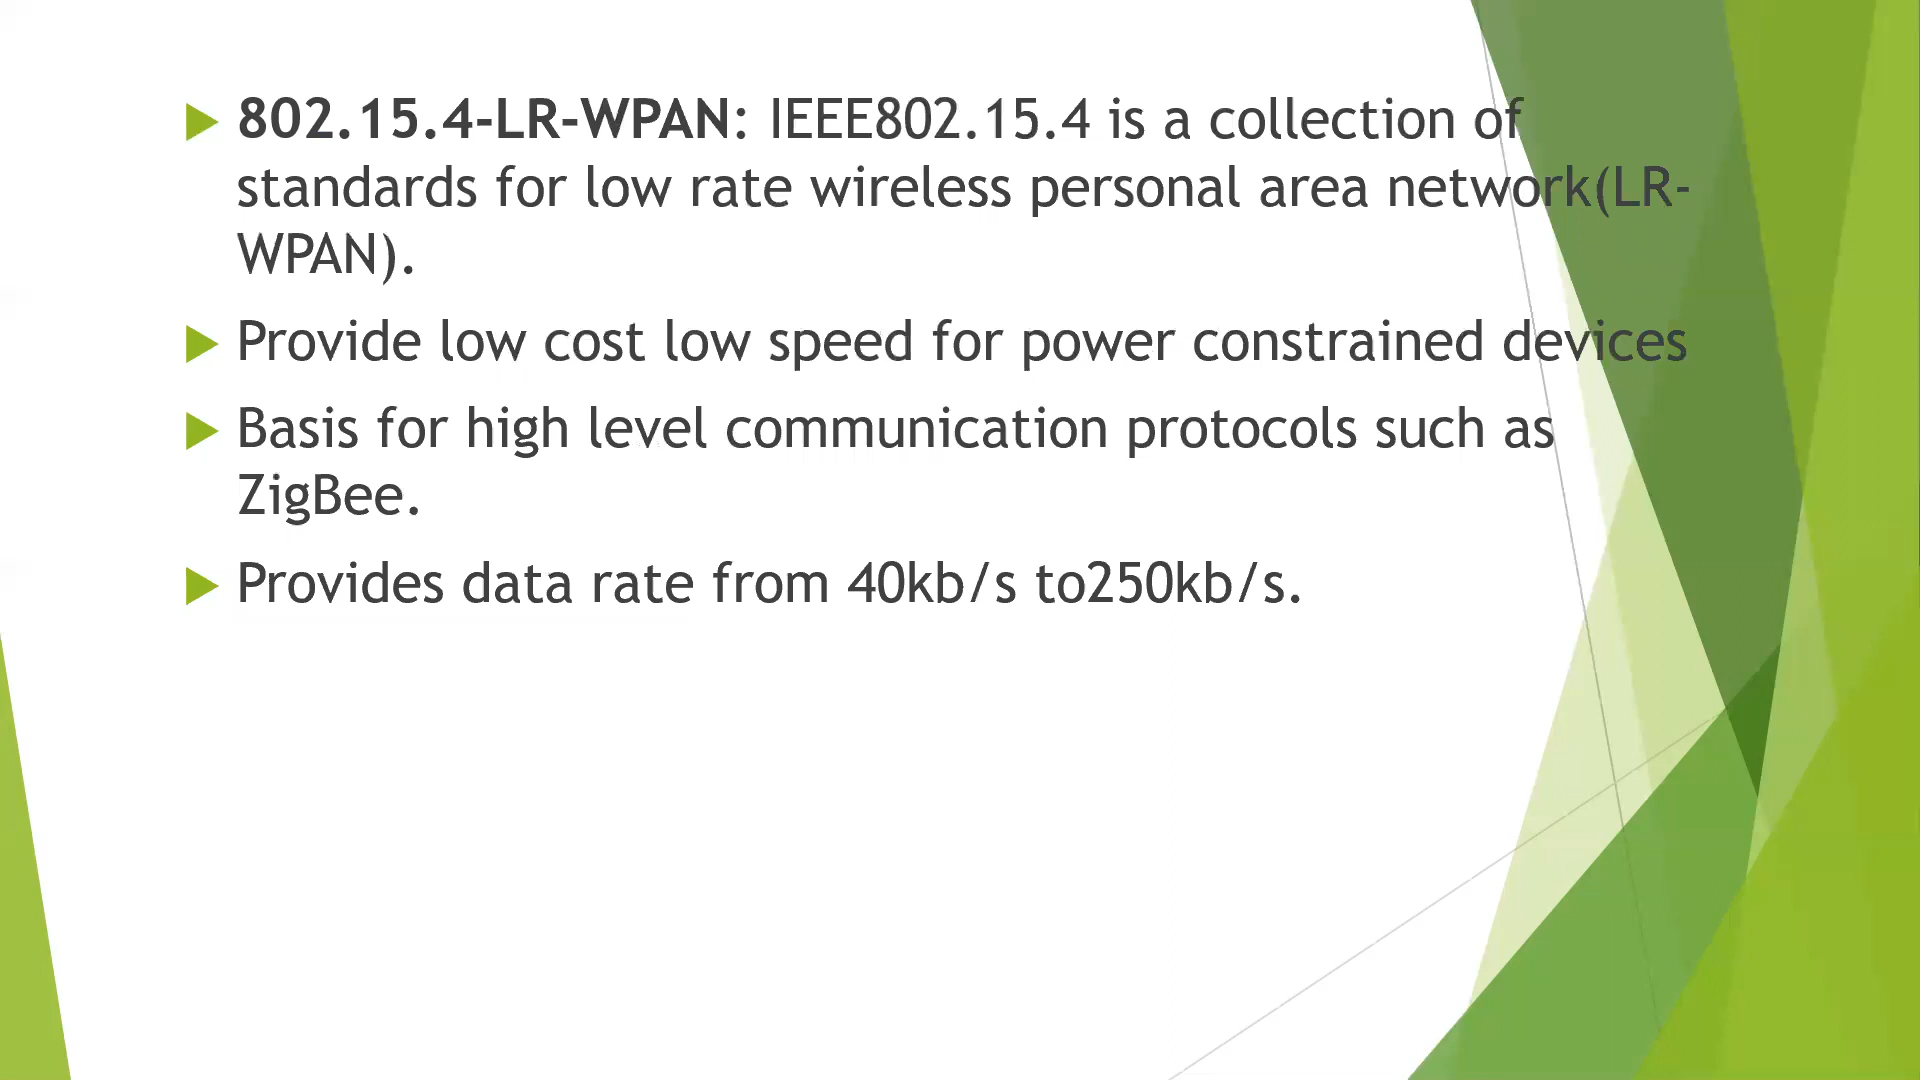 802.15.4-LR-WPAN: IEEE802.15.4 is a collection of
standards for low rate wireless personal area network(LR-
WPAN).
Provide low cost low speed for power constrained devices
Basis for high level communication protocols such as
ZigBee.
Provides data rate from 40kb/s to250kb/s.